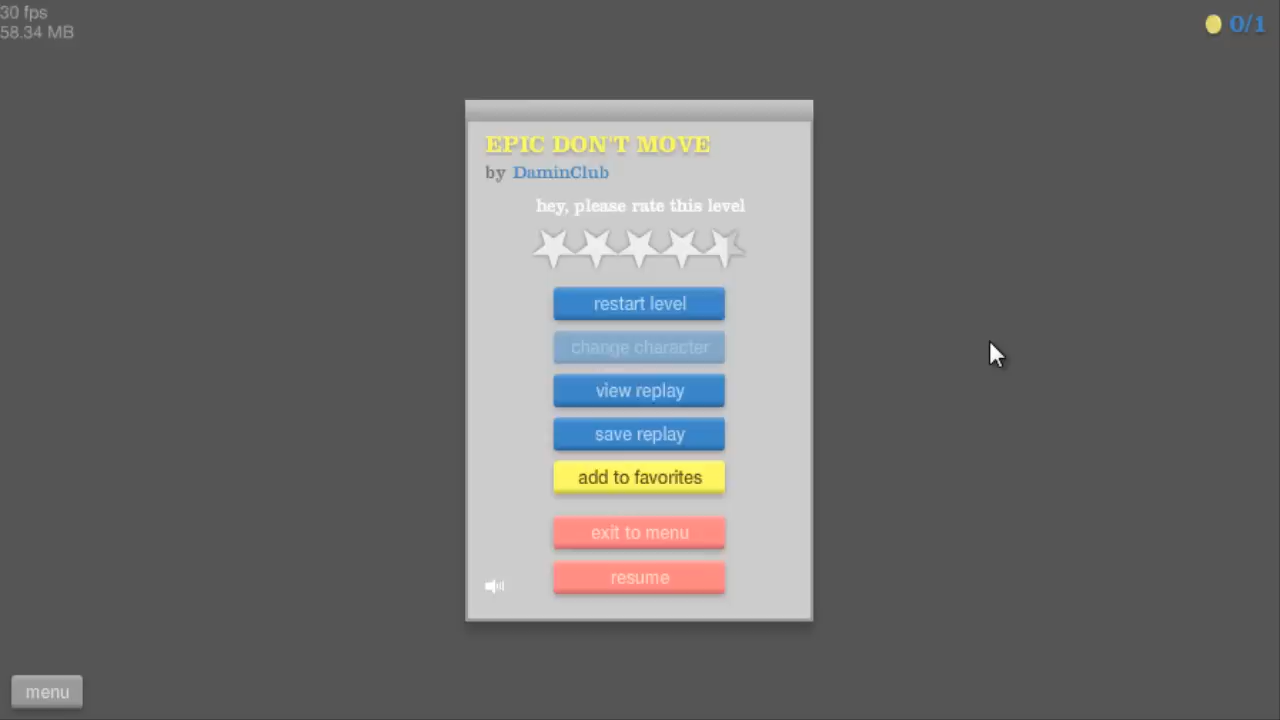 30 fps
58.34 MB
0/1
EPIC DON'T MOVE
by DaminClub
hey, please rate this level
restart level
change character
view replay
save replay
add to favorites
exit to menu
resume
menu